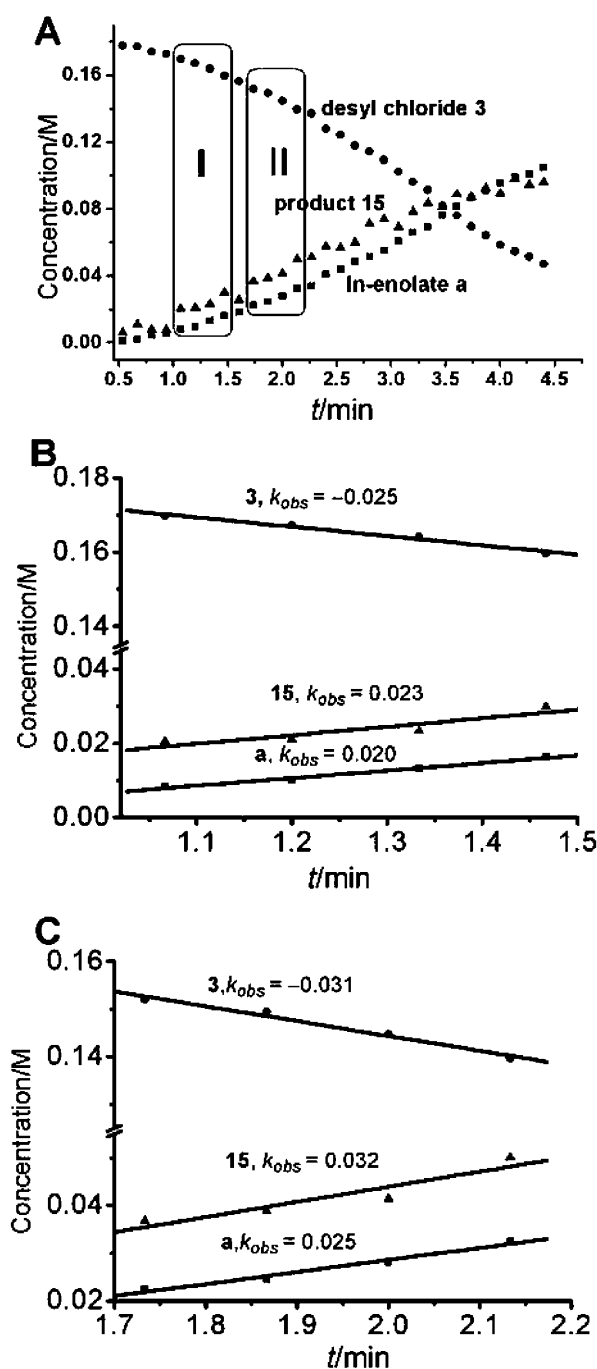 A
Concentration/M
0.16
0.12
0.08
0.04
0.00
desyl chloride 3
I
II
product 15
In-enolate a
0.5 1.0 1.5 2.0 2.5 3.0 3.5 4.0 4.5
t/min
B
Concentration/M
0.18
0.16
0.14
0.04
0.02
0.00
3, kobs = −0.025
15, kobs = 0.023
a, kobs = 0.020
1.1 1.2 1.3 1.4 1.5
t/min
C
Concentration/M
0.16
0.14
0.04
0.02
3,kobs = −0.031
15, kobs = 0.032
a,kobs = 0.025
1.7 1.8 1.9 2.0 2.1 2.2
t/min